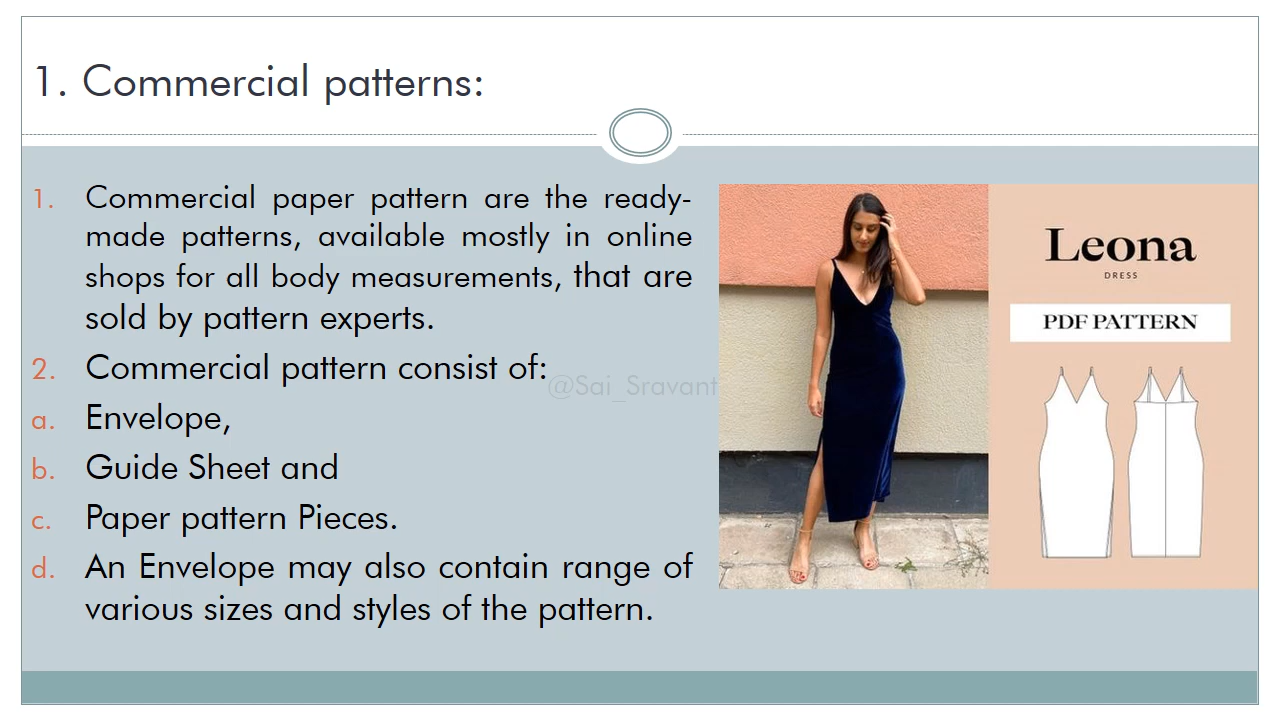 1. Commercial patterns:
1. Commercial paper pattern are the ready-
made patterns, available mostly in online
shops for all body measurements, that are
sold by pattern experts.
2. Commercial pattern consist of:
a. Envelope,
b. Guide Sheet and
c. Paper pattern Pieces.
d. An Envelope may also contain range of
various sizes and styles of the pattern.
@Sai_Sravant
Leona
DRESS
PDF PATTERN